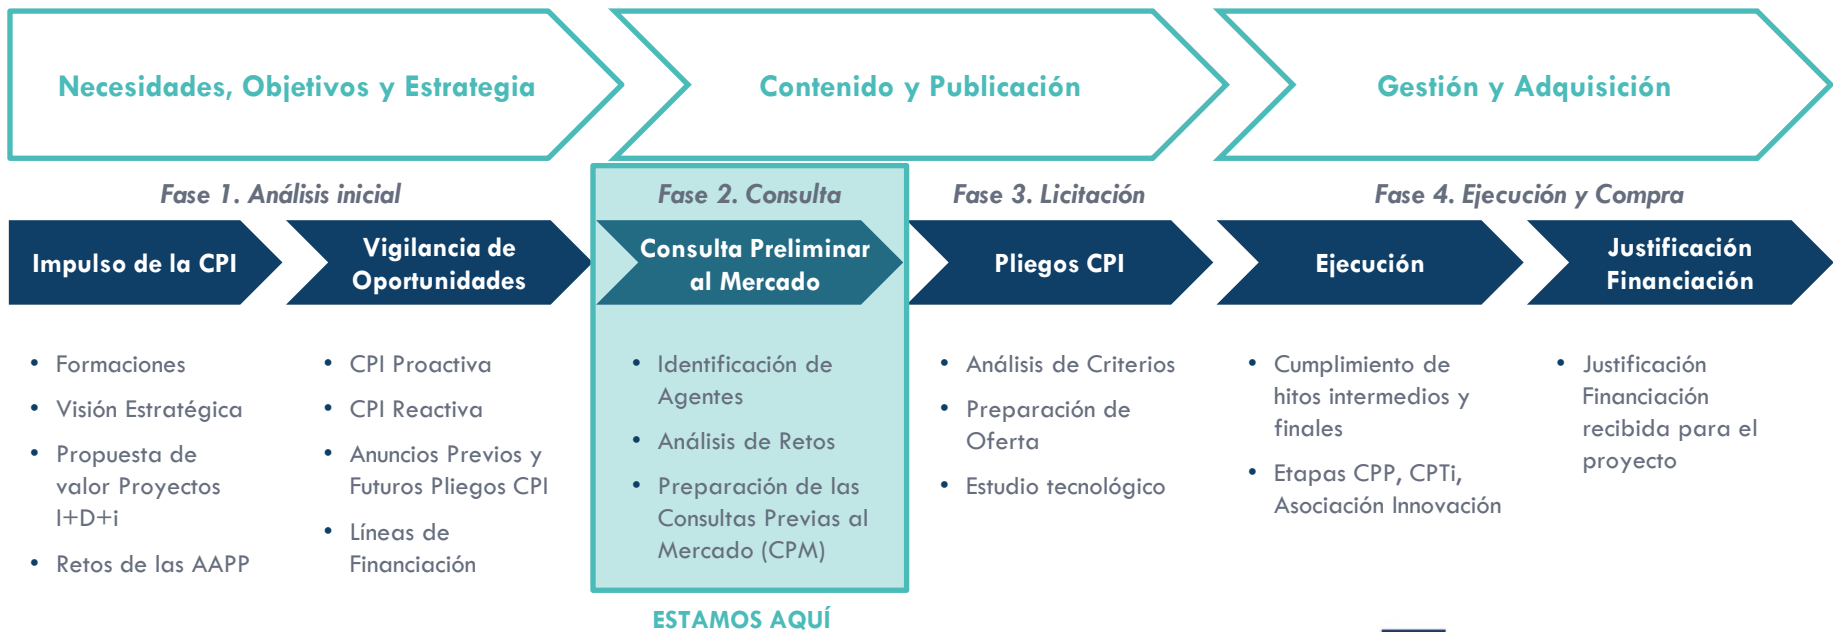 Necesidades, Objetivos y Estrategia
Contenido y Publicación
Gestión y Adquisición
Fase 1. Análisis inicial
Fase 2. Consulta
Fase 3. Licitación
Fase 4. Ejecución y Compra
Impulso de la CPI
Vigilancia de
Oportunidades
Consulta Preliminar
al Mercado
Pliegos CPI
Ejecución
Justificación
Financiación
• Formaciones
• Visión Estratégica
• Propuesta de
valor Proyectos
I+D+i
• Retos de las AAPP
• CPI Proactiva
• CPI Reactiva
• Anuncios Previos y
Futuros Pliegos CPI
• Líneas de
Financiación
• Identificación de
Agentes
• Análisis de Retos
• Preparación de las
Consultas Previas al
Mercado (CPM)
• Análisis de Criterios
• Preparación de
Oferta
• Estudio tecnológico
• Cumplimiento de
hitos intermedios y
finales
• Etapas CPP, CPTi,
Asociación Innovación
• Justificación
Financiación
recibida para el
proyecto
ESTAMOS AQUÍ